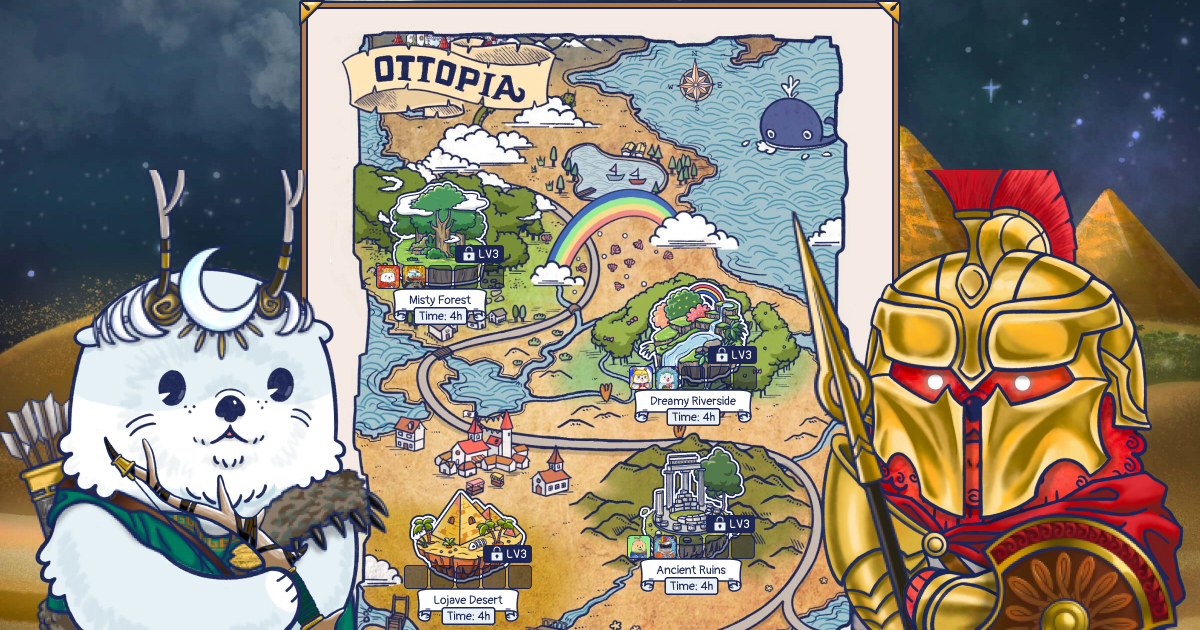 OTTOPIA
N
W E
S
LV3
Misty Forest
Time: 4h
LV3
Dreamy Riverside
Time: 4h
LV3
Ancient Ruins
Time: 4h
LV3
Lojave Desert
Time: 4h